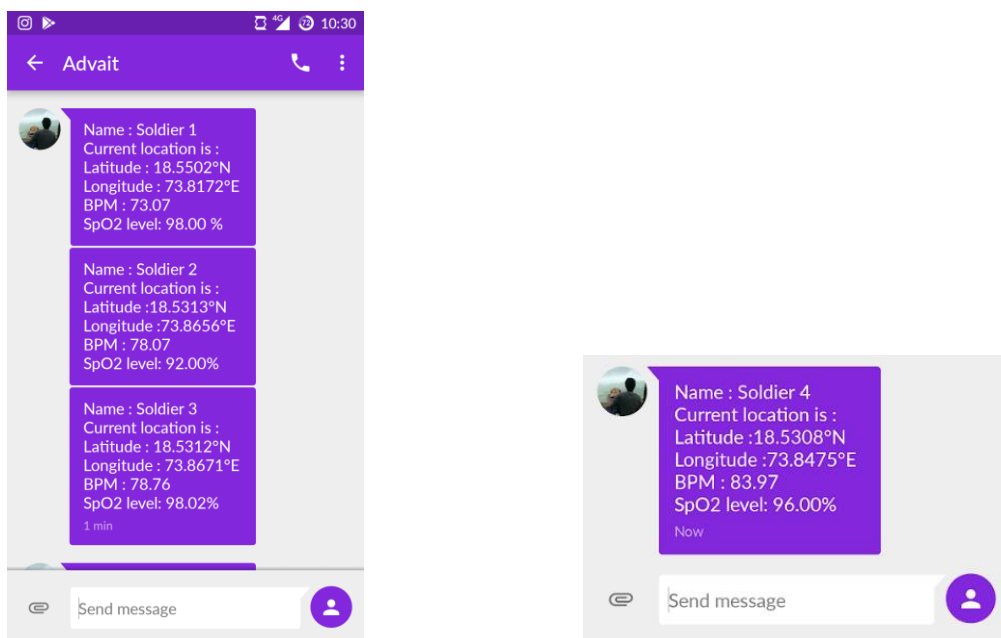 4G 72 10:30
Advait
Name : Soldier 1
Current location is :
Latitude : 18.5502°N
Longitude : 73.8172°E
BPM : 73.07
SpO2 level: 98.00 %
Name : Soldier 2
Current location is :
Latitude :18.5313°N
Longitude :73.8656°E
BPM : 78.07
SpO2 level: 92.00%
Name : Soldier 3
Current location is :
Latitude : 18.5312°N
Longitude : 73.8671°E
BPM : 78.76
SpO2 level: 98.02%
1 min
Send message
Name : Soldier 4
Current location is :
Latitude :18.5308°N
Longitude :73.8475°E
BPM : 83.97
SpO2 level: 96.00%
Now
Send message